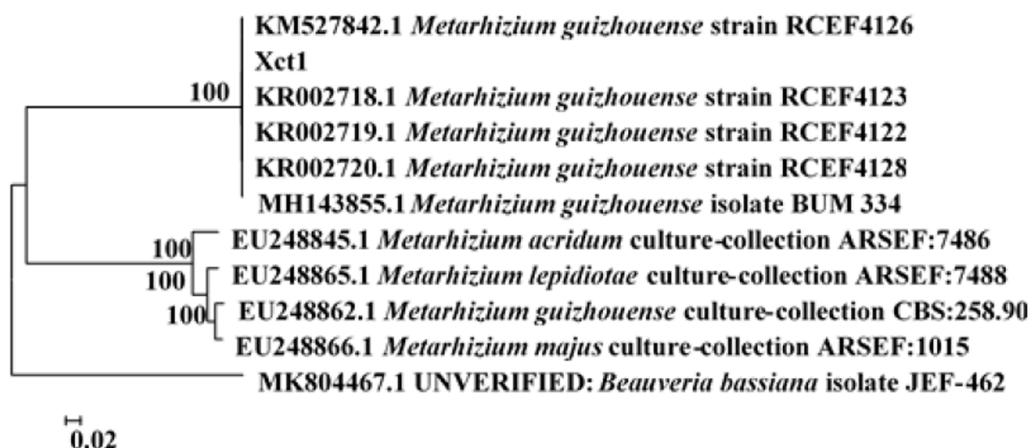 KM527842.1 Metarhizium guizhouense strain RCEF4126
Xct1
100
KR002718.1 Metarhizium guizhouense strain RCEF4123
KR002719.1 Metarhizium guizhouense strain RCEF4122
KR002720.1 Metarhizium guizhouense strain RCEF4128
MH143855.1 Metarhizium guizhouense isolate BUM 334
100 EU248845.1 Metarhizium acridum culture-collection ARSEF:7486
100 EU248865.1 Metarhizium lepidiotae culture-collection ARSEF:7488
100 EU248862.1 Metarhizium guizhouense culture-collection CBS:258.90
EU248866.1 Metarhizium majus culture-collection ARSEF:1015
MK804467.1 UNVERIFIED: Beauveria bassiana isolate JEF-462
0.02